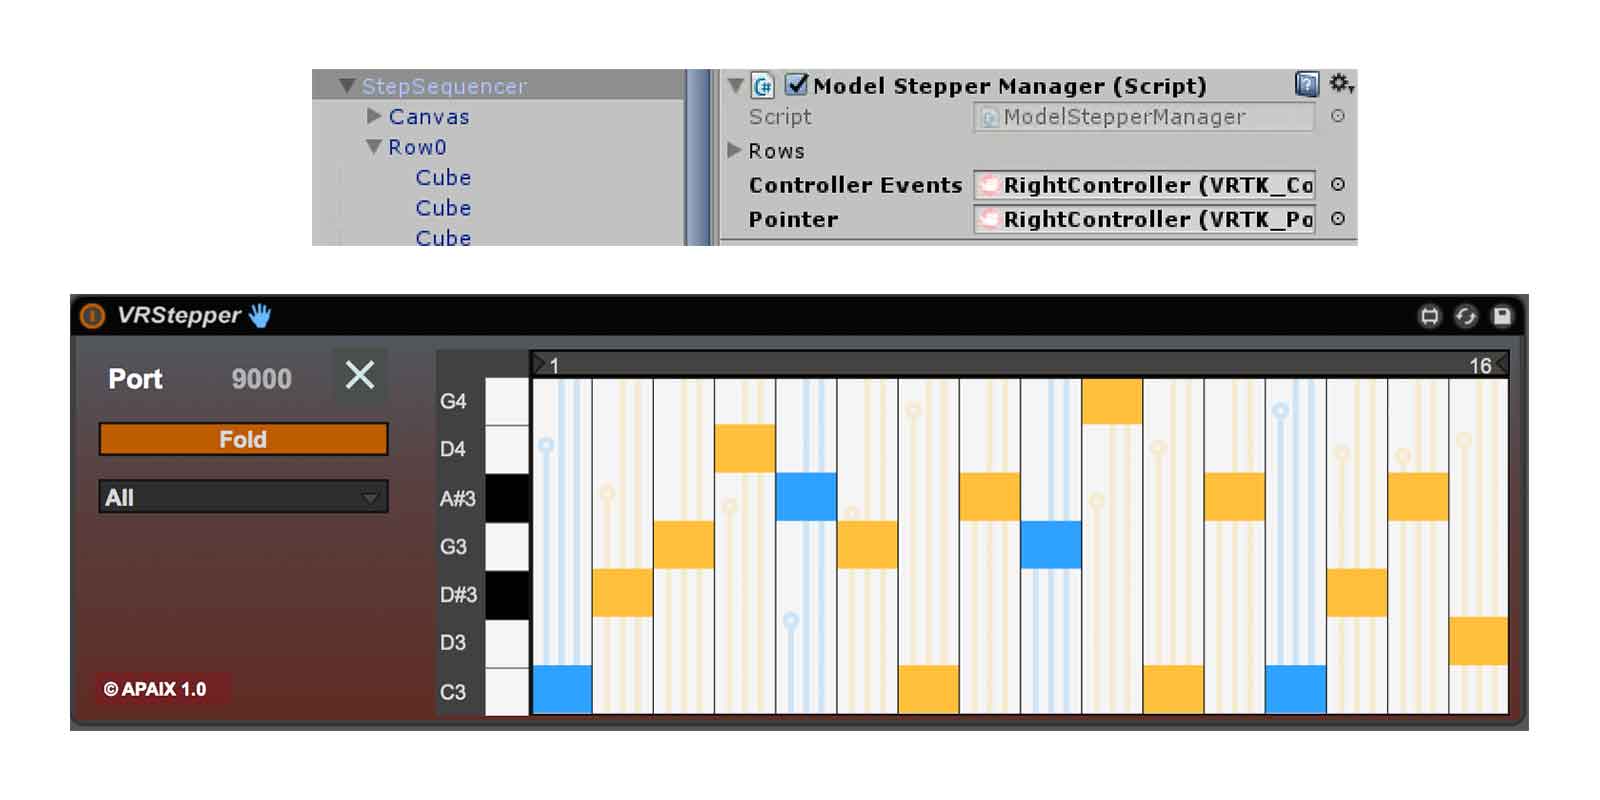 StepSequencer
Canvas
Row0
Cube
Cube
Cube
Model Stepper Manager (Script)
Script ModelStepperManager
Rows
Controller Events RightController (VRTK_Co
Pointer RightController (VRTK_Po
VRStepper
Port 9000
Fold
All
© APAIX 1.0
1 16
G4
D4
A#3
G3
D#3
D3
C3